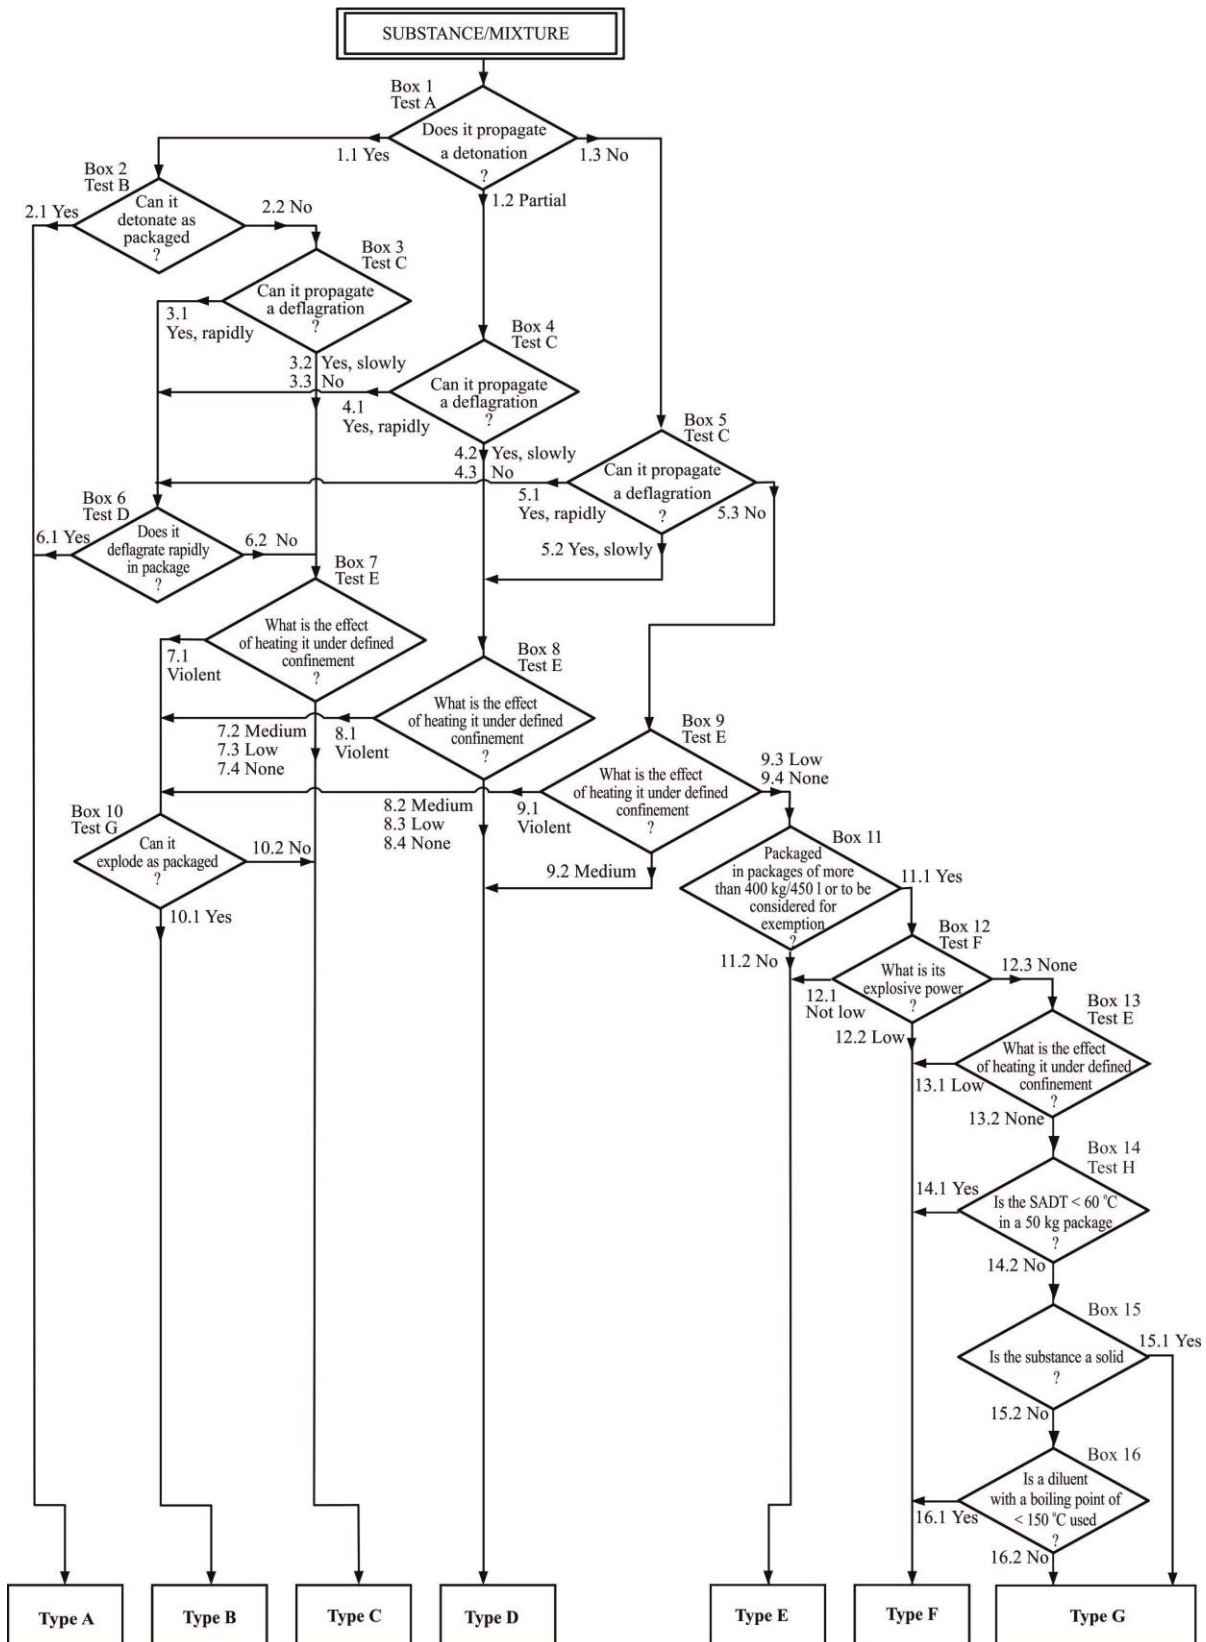 SUBSTANCE/MIXTURE
Box 1
Test A
Does it propagate
a detonation
?
1.1 Yes
1.3 No
1.2 Partial
Box 2
Test B
Can it
detonate as
packaged
?
2.1 Yes
2.2 No
Box 3
Test C
Can it propagate
a deflagration
?
3.1
Yes, rapidly
3.2 Yes, slowly
3.3 No
Box 4
Test C
Can it propagate
a deflagration
?
4.1
Yes, rapidly
4.2 Yes, slowly
4.3 No
Box 5
Test C
Can it propagate
a deflagration
?
5.1
Yes, rapidly
5.3 No
5.2 Yes, slowly
Box 6
Test D
Does it
deflagrate rapidly
in package
?
6.1 Yes
6.2 No
Box 7
Test E
What is the effect
of heating it under defined
confinement
?
7.1
Violent
7.2 Medium
7.3 Low
7.4 None
Box 8
Test E
What is the effect
of heating it under defined
confinement
?
8.1
Violent
8.2 Medium
8.3 Low
8.4 None
Box 9
Test E
What is the effect
of heating it under defined
confinement
?
9.1
Violent
9.3 Low
9.4 None
9.2 Medium
Box 10
Test G
Can it
explode as packaged
?
10.2 No
10.1 Yes
Box 11
Packaged
in packages of more
than 400 kg/450 l or to be
considered for
exemption
?
11.1 Yes
11.2 No
Box 12
Test F
What is its
explosive power
?
12.1
Not low
12.3 None
12.2 Low
Box 13
Test E
What is the effect
of heating it under defined
confinement
?
13.1 Low
13.2 None
Box 14
Test H
Is the SADT < 60 °C
in a 50 kg package
?
14.1 Yes
14.2 No
Box 15
Is the substance a solid
?
15.1 Yes
15.2 No
Box 16
Is a diluent
with a boiling point of
< 150 °C used
?
16.1 Yes
16.2 No
Type A
Type B
Type C
Type D
Type E
Type F
Type G